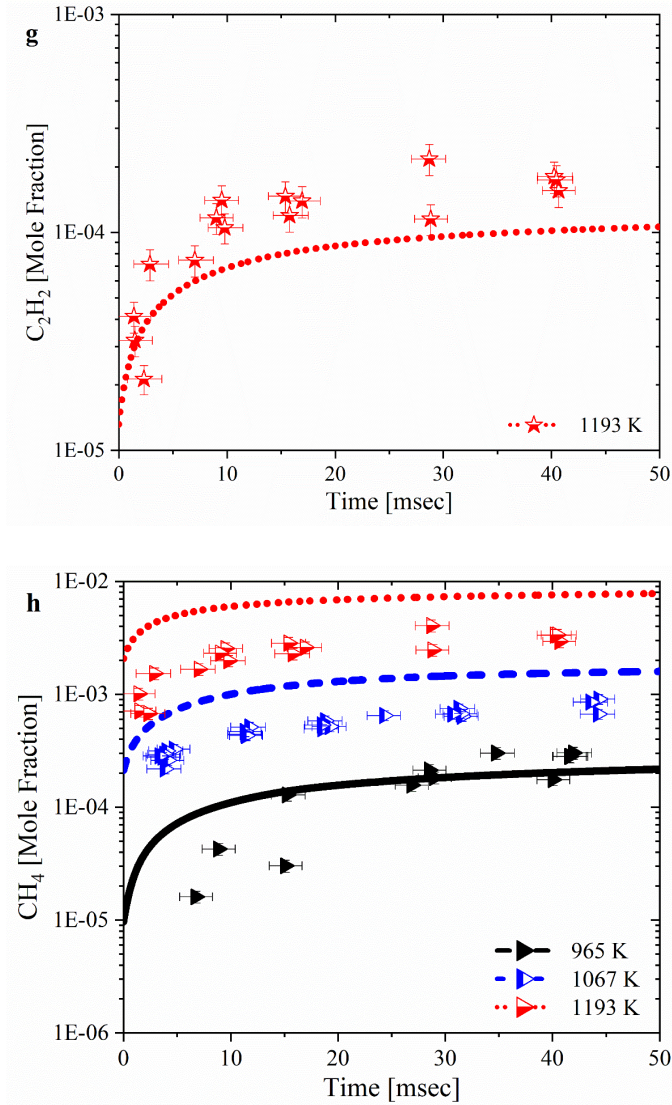 g
1E-03
1E-04
1E-05
C₂H₂ [Mole Fraction]
1193 K
0 10 20 30 40 50
Time [msec]
h
1E-02
1E-03
1E-04
1E-05
1E-06
CH₄ [Mole Fraction]
965 K
1067 K
1193 K
0 10 20 30 40 50
Time [msec]